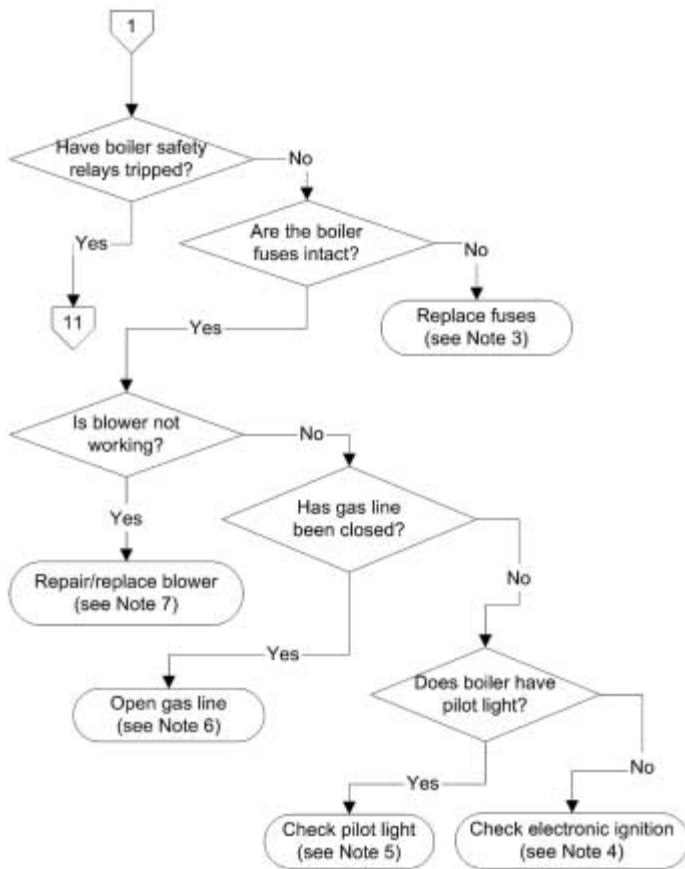 1
Have boiler safety
relays tripped?
No
Yes
Are the boiler
fuses intact?
No
11
Replace fuses
(see Note 3)
Yes
Is blower not
working?
No
Has gas line
been closed?
Yes
No
Repair/replace blower
(see Note 7)
Yes
Does boiler have
pilot light?
Open gas line
(see Note 6)
No
Yes
Check pilot light
(see Note 5)
Check electronic ignition
(see Note 4)